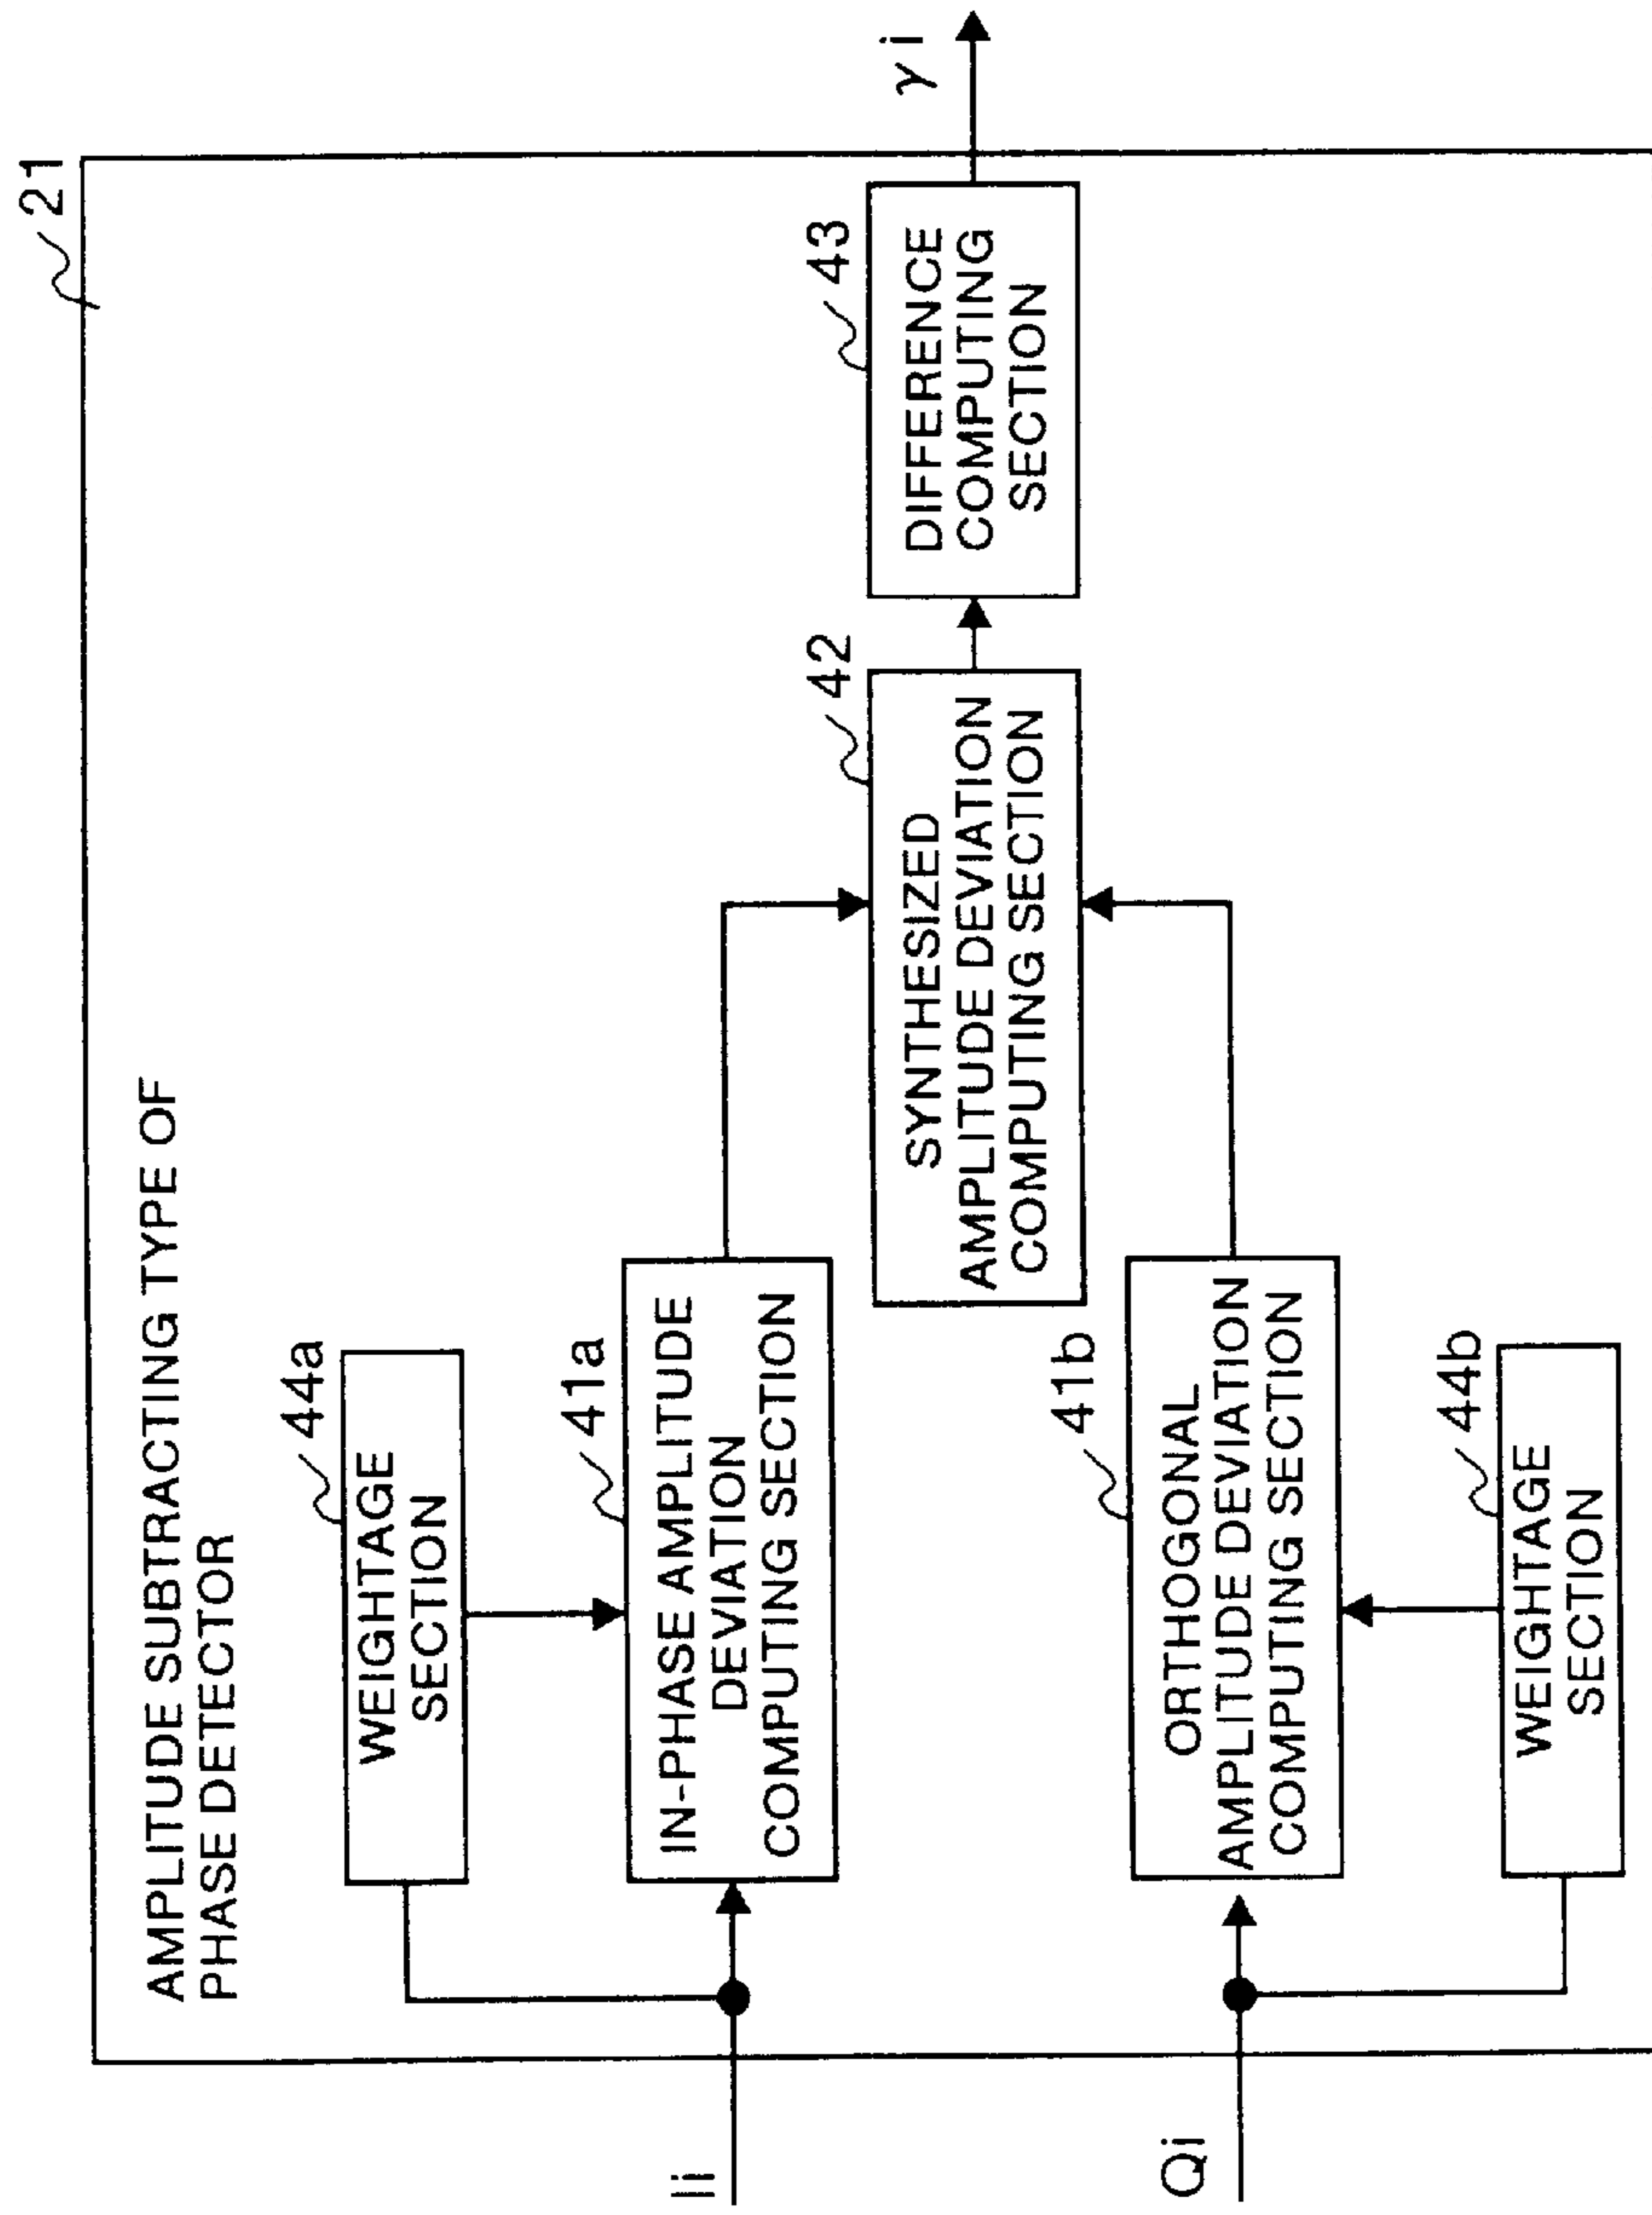 21
AMPLITUDE SUBTRACTING TYPE OF
PHASE DETECTOR
44a
WEIGHTAGE
SECTION
41a
IN-PHASE AMPLITUDE
DEVIATION
COMPUTING SECTION
Ii
42
SYNTHESIZED
AMPLITUDE DEVIATION
COMPUTING SECTION
43
DIFFERENCE
COMPUTING
SECTION
γi
41b
ORTHOGONAL
AMPLITUDE DEVIATION
COMPUTING SECTION
Qi
44b
WEIGHTAGE
SECTION